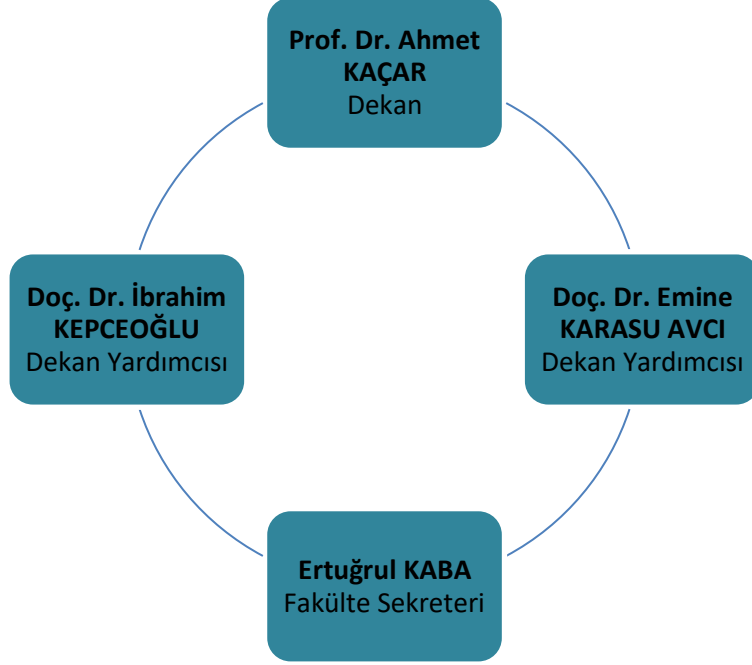 Prof. Dr. Ahmet
KAÇAR
Dekan
Doç. Dr. İbrahim
KEPCEOĞLU
Dekan Yardımcısı
Doç. Dr. Emine
KARASU AVCI
Dekan Yardımcısı
Ertuğrul KABA
Fakülte Sekreteri